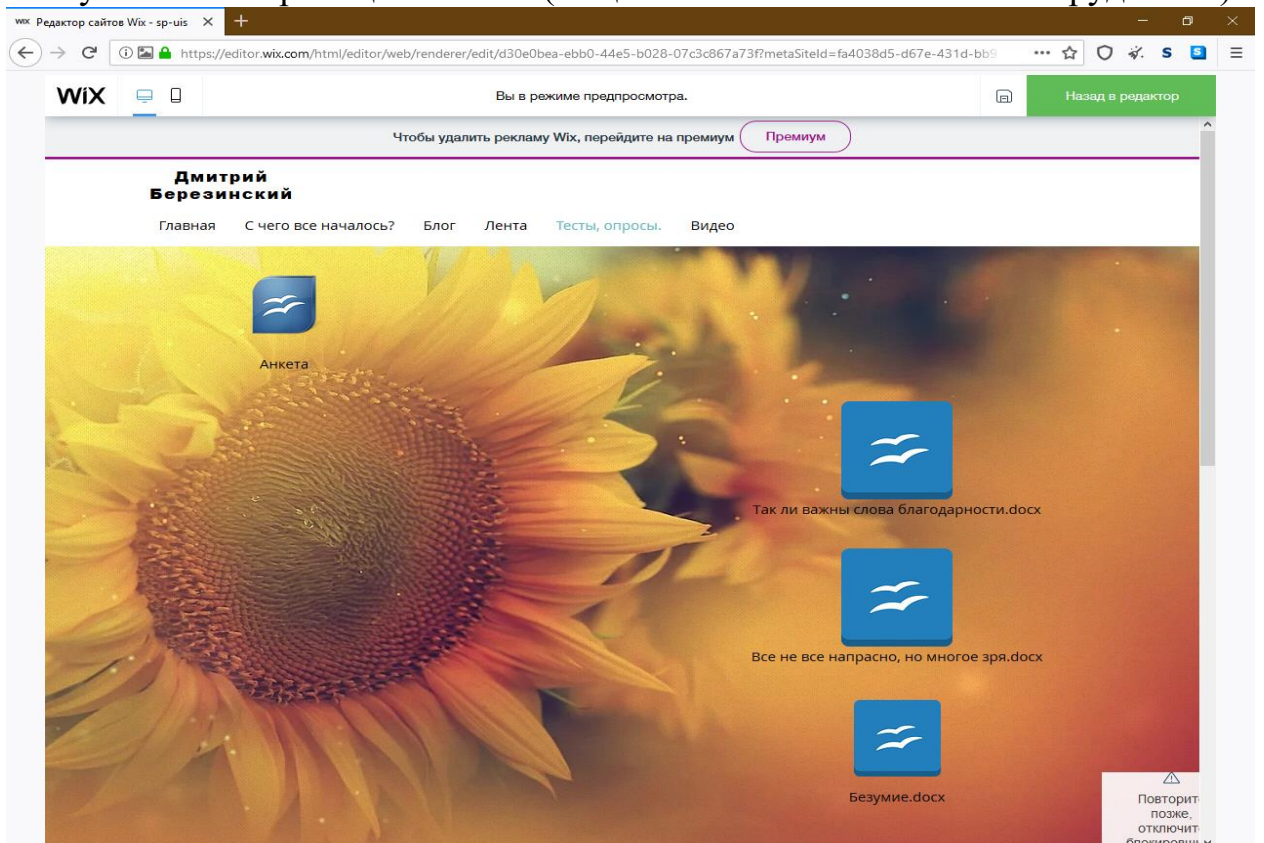 Редактор сайтов Wix - sp-uis
https://editor.wix.com/html/editor/web/renderer/edit/d30e0bea-ebb0-44e5-b028-07c3c867a73f?metaSiteId=fa4038d5-d67e-431d-bb9
WiX
Вы в режиме предпросмотра.
Назад в редактор
Чтобы удалить рекламу Wix, перейдите на премиум Премиум
Дмитрий
Березинский
Главная С чего все началось? Блог Лента Тесты, опросы. Видео
Анкета
Так ли важны слова благодарности.docx
Все не все напрасно, но многое зря.docx
Безумие.docx
Повторит
позже,
отключит